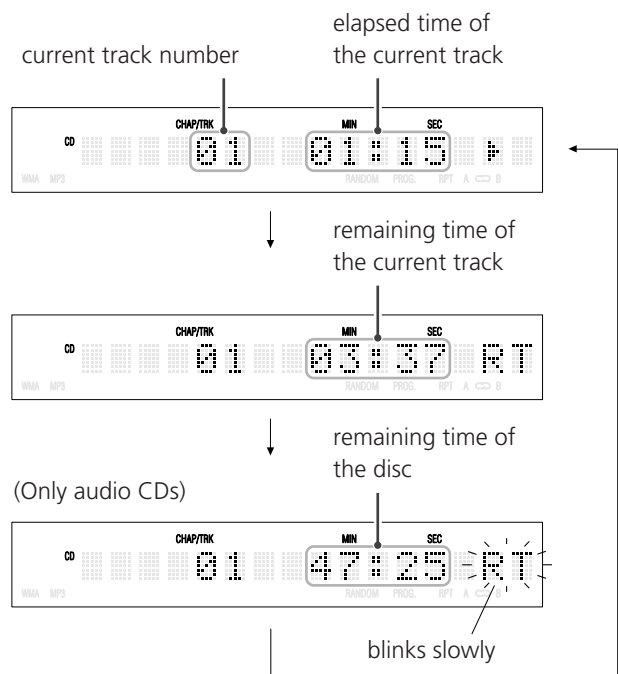 elapsed time of
the current track
current track number
CHAP/TRK MIN SEC
CD 01 01:15
WMA MP3 RANDOM PROG. RPT A B
remaining time of
the current track
CHAP/TRK MIN SEC
CD 01 03:37 RT
WMA MP3 RANDOM PROG. RPT A B
remaining time of
the disc
(Only audio CDs)
CHAP/TRK MIN SEC
CD 01 47:25 RT
WMA MP3 RANDOM PROG. RPT A B
blinks slowly